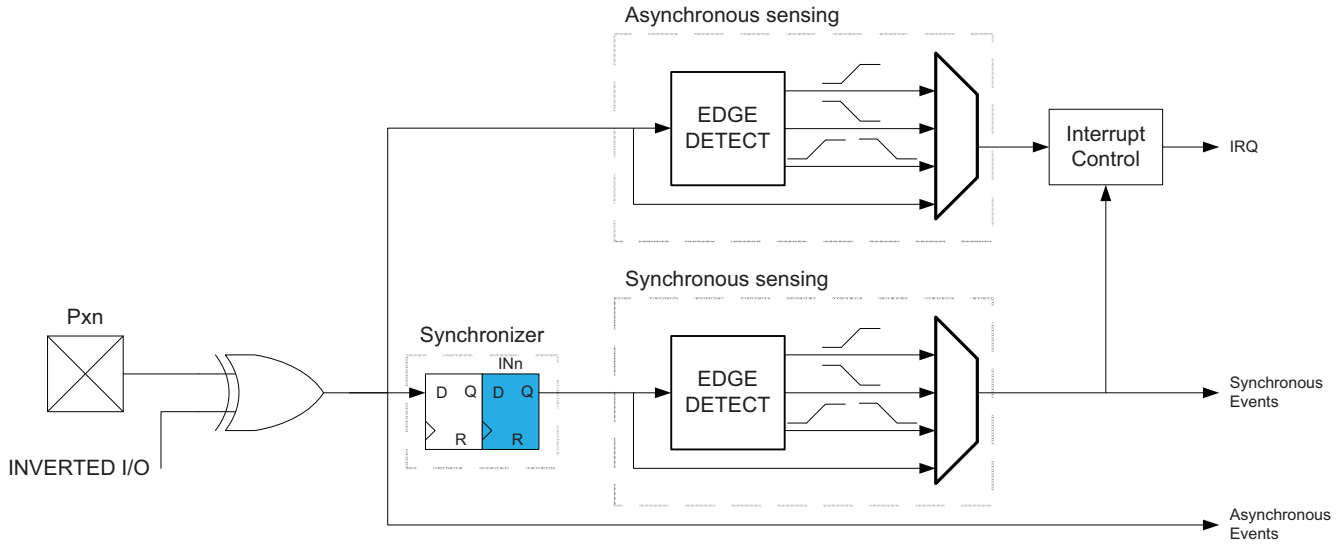 Asynchronous sensing
EDGE
DETECT
Interrupt
Control
IRQ
Synchronous sensing
Pxn
Synchronizer
INn
D Q D Q
R R
EDGE
DETECT
Synchronous
Events
INVERTED I/O
Asynchronous
Events